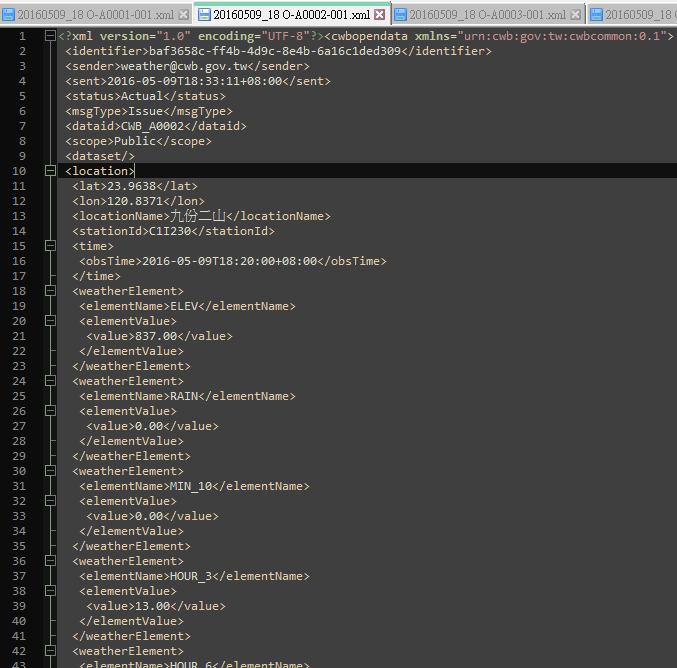 20160509_18 O-A0001-001.xml
20160509_18 O-A0002-001.xml
20160509_18 O-A0003-001.xml
20160509_18
1 <?xml version="1.0" encoding="UTF-8"?><cwbopendata xmlns="urn:cwb:gov:tw:cwbcommon:0.1">
2 <identifier>baf3658c-ff4b-4d9c-8e4b-6a16c1ded309</identifier>
3 <sender>weather@cwb.gov.tw</sender>
4 <sent>2016-05-09T18:33:11+08:00</sent>
5 <status>Actual</status>
6 <msgType>Issue</msgType>
7 <dataid>CWB_A0002</dataid>
8 <scope>Public</scope>
9 <dataset/>
10 <location>
11 <lat>23.9638</lat>
12 <lon>120.8371</lon>
13 <locationName>九份二山</locationName>
14 <stationId>C1I230</stationId>
15 <time>
16 <obsTime>2016-05-09T18:20:00+08:00</obsTime>
17 </time>
18 <weatherElement>
19 <elementName>ELEV</elementName>
20 <elementValue>
21 <value>837.00</value>
22 </elementValue>
23 </weatherElement>
24 <weatherElement>
25 <elementName>RAIN</elementName>
26 <elementValue>
27 <value>0.00</value>
28 </elementValue>
29 </weatherElement>
30 <weatherElement>
31 <elementName>MIN_10</elementName>
32 <elementValue>
33 <value>0.00</value>
34 </elementValue>
35 </weatherElement>
36 <weatherElement>
37 <elementName>HOUR_3</elementName>
38 <elementValue>
39 <value>13.00</value>
40 </elementValue>
41 </weatherElement>
42 <weatherElement>
43 <elementName>HOUR_6</elementName>